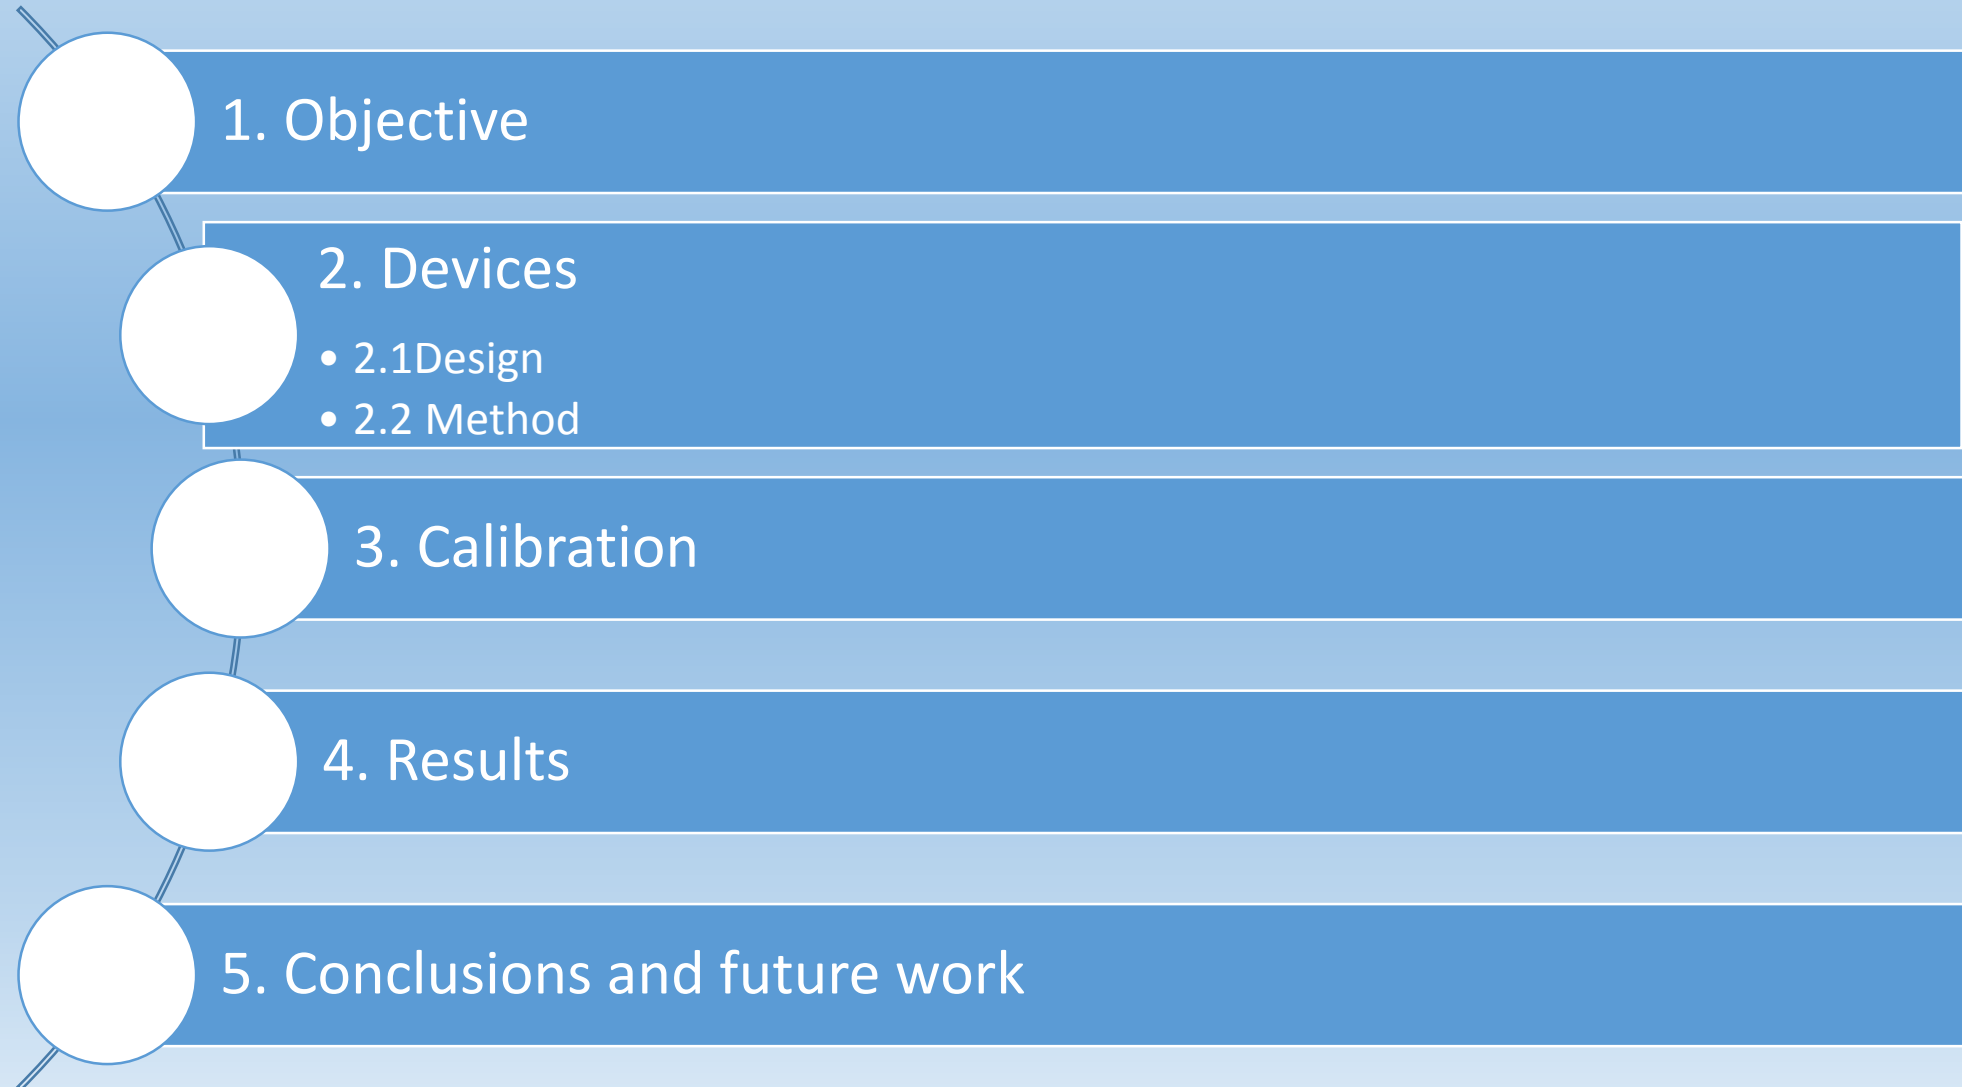 1. Objective
2. Devices
• 2.1Design
• 2.2 Method
3. Calibration
4. Results
5. Conclusions and future work